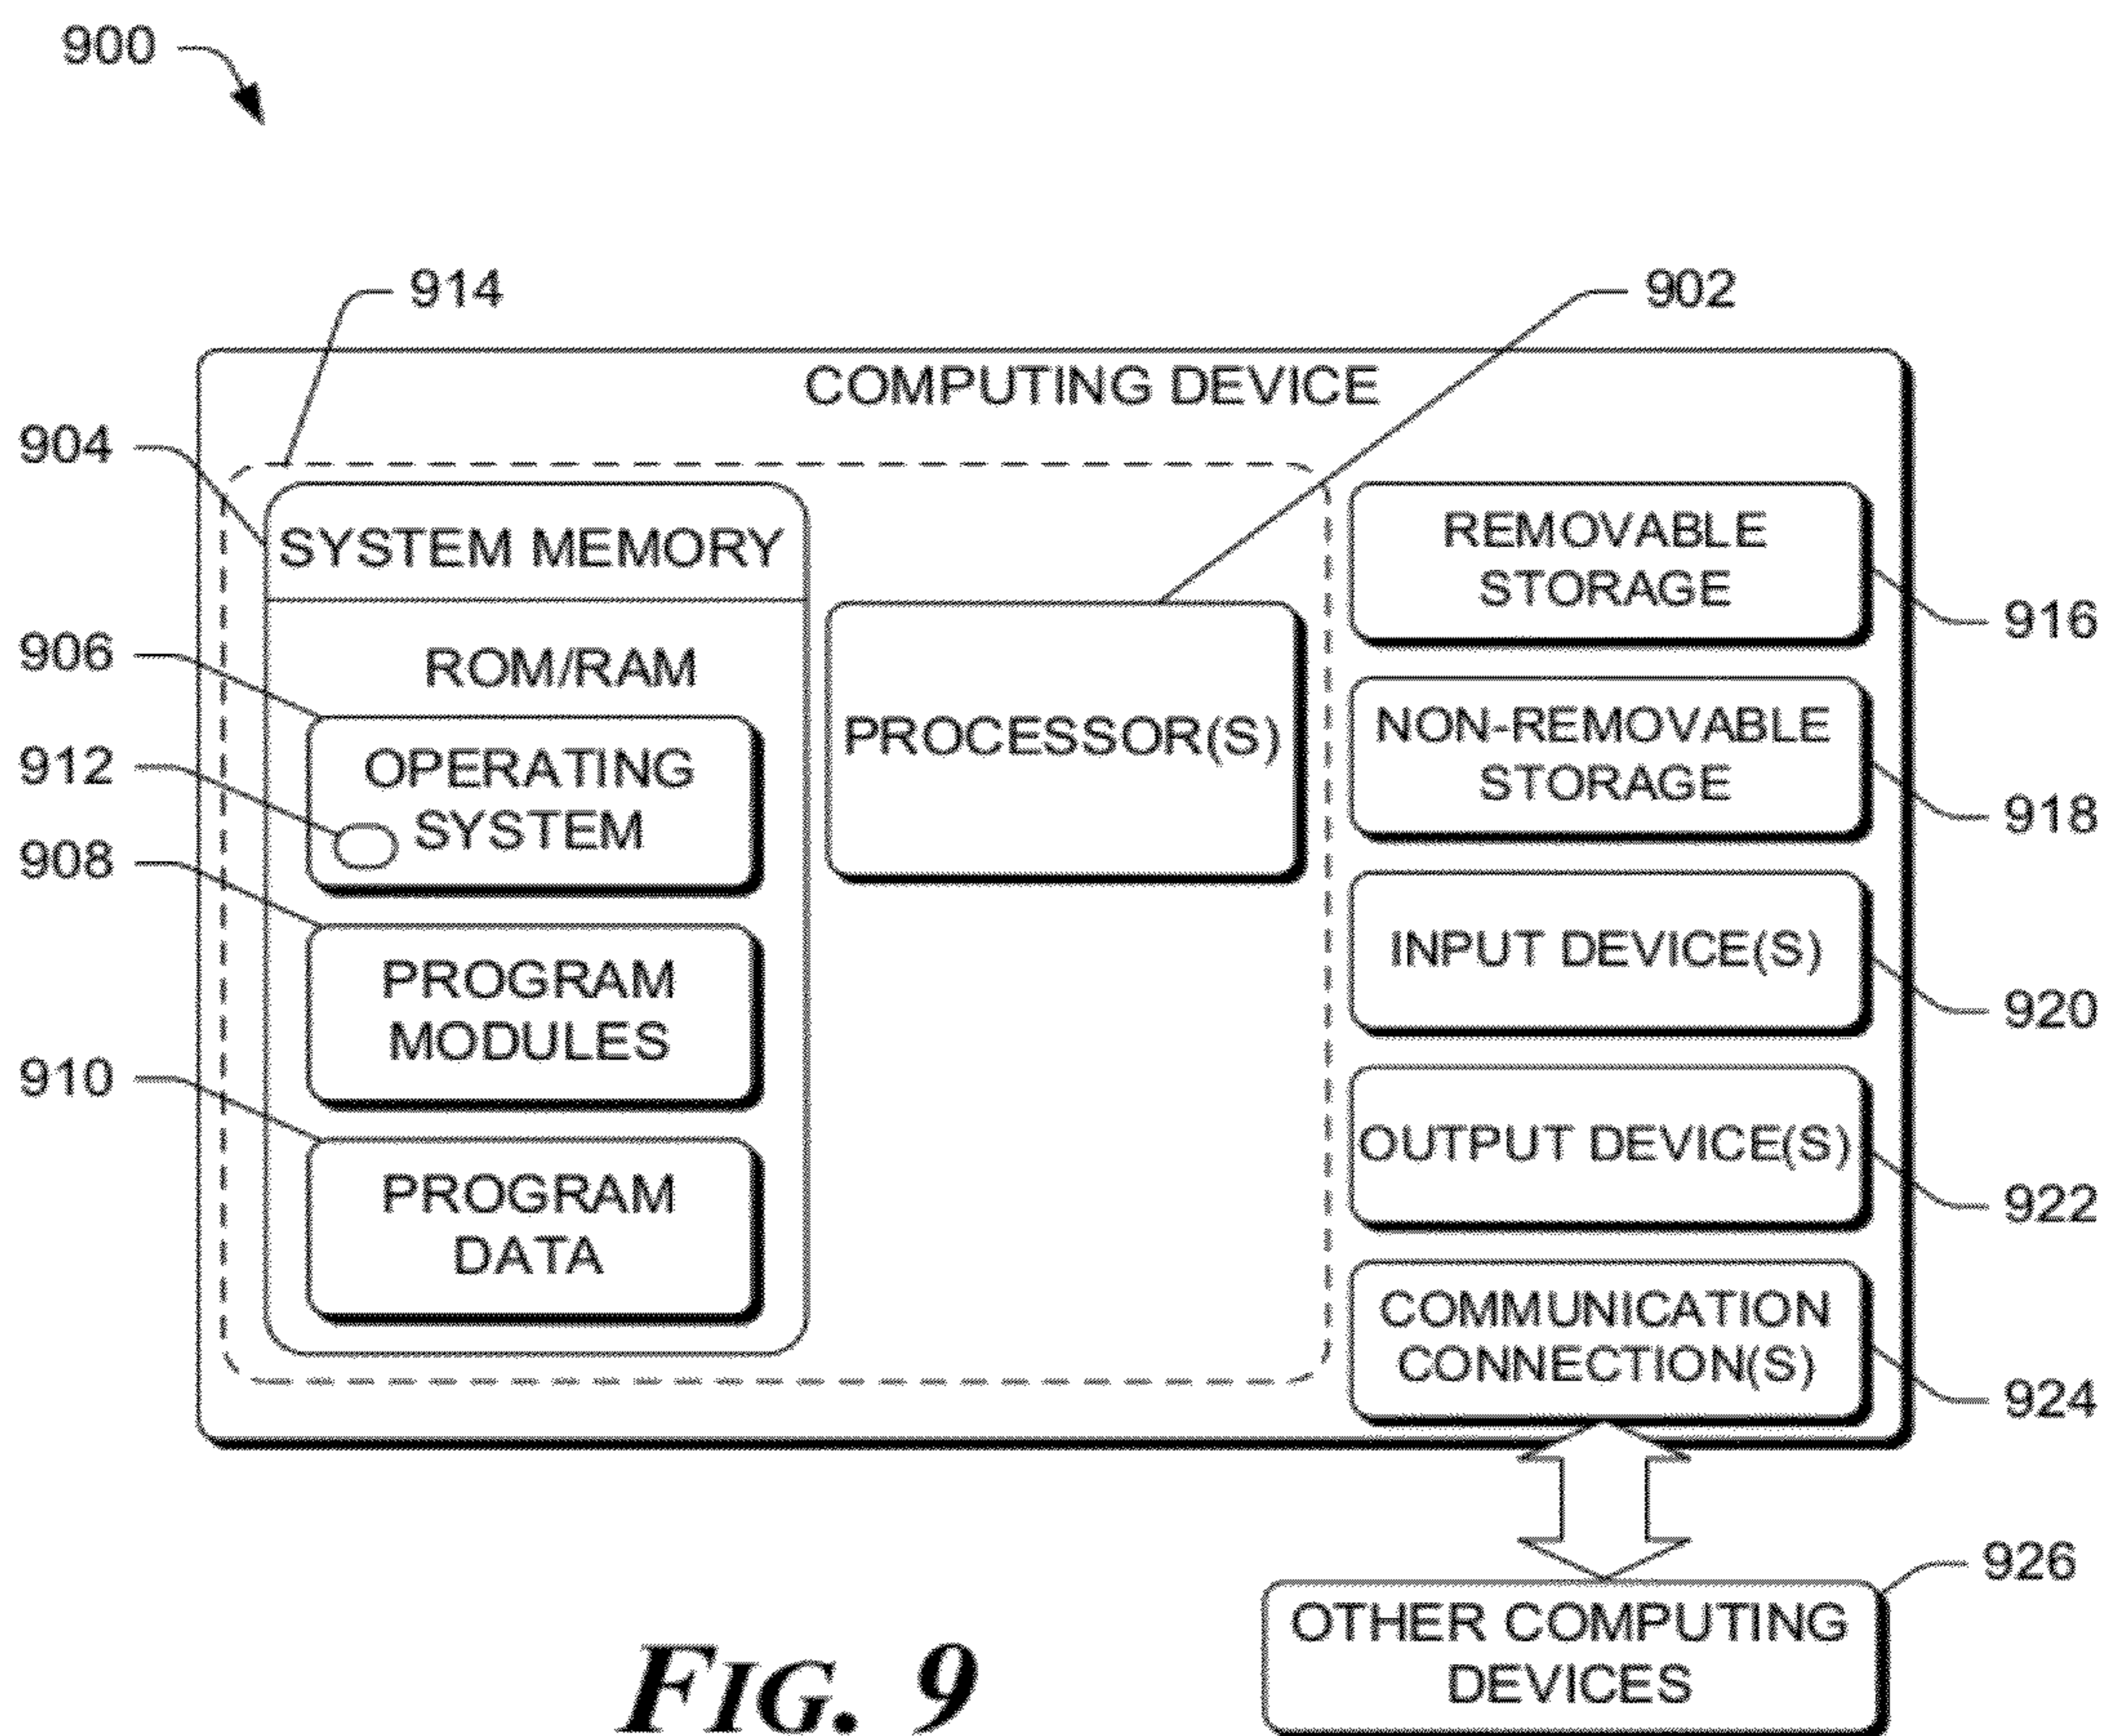 900
914
902
COMPUTING DEVICE
904
SYSTEM MEMORY
REMOVABLE
STORAGE
916
906
ROM/RAM
OPERATING
SYSTEM
912
PROCESSOR(S)
NON-REMOVABLE
STORAGE
918
908
PROGRAM
MODULES
INPUT DEVICE(S)
920
910
PROGRAM
DATA
OUTPUT DEVICE(S)
922
COMMUNICATION
CONNECTION(S)
924
926
OTHER COMPUTING
DEVICES
FIG. 9